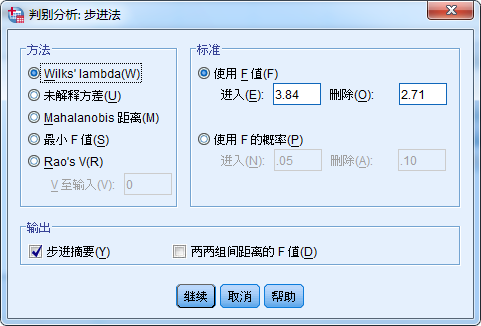 判别分析: 步进法
方法
Wilks' lambda(W)
未解释方差(U)
Mahalanobis 距离(M)
最小 F 值(S)
Rao's V(R)
V 至输入(V): 0
标准
使用 F 值(F)
进入(E): 3.84 删除(O): 2.71
使用 F 的概率(P)
进入(N): .05 删除(A): .10
输出
步进摘要(Y) 两两组间距离的 F 值(D)
继续 取消 帮助